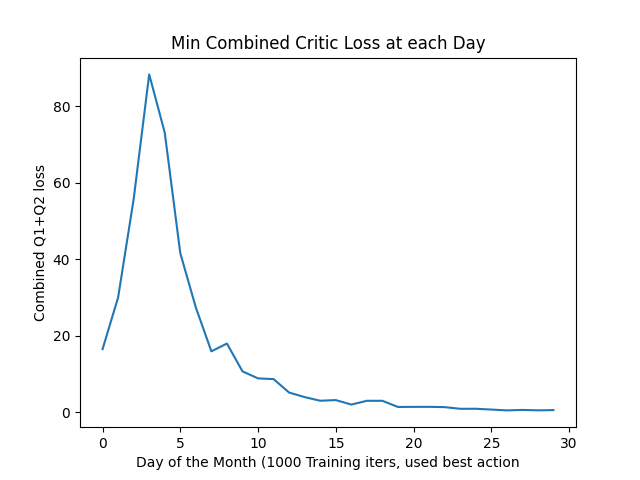 Min Combined Critic Loss at each Day
Combined Q1+Q2 loss
80
60
40
20
0
0 5 10 15 20 25 30
Day of the Month (1000 Training iters, used best action